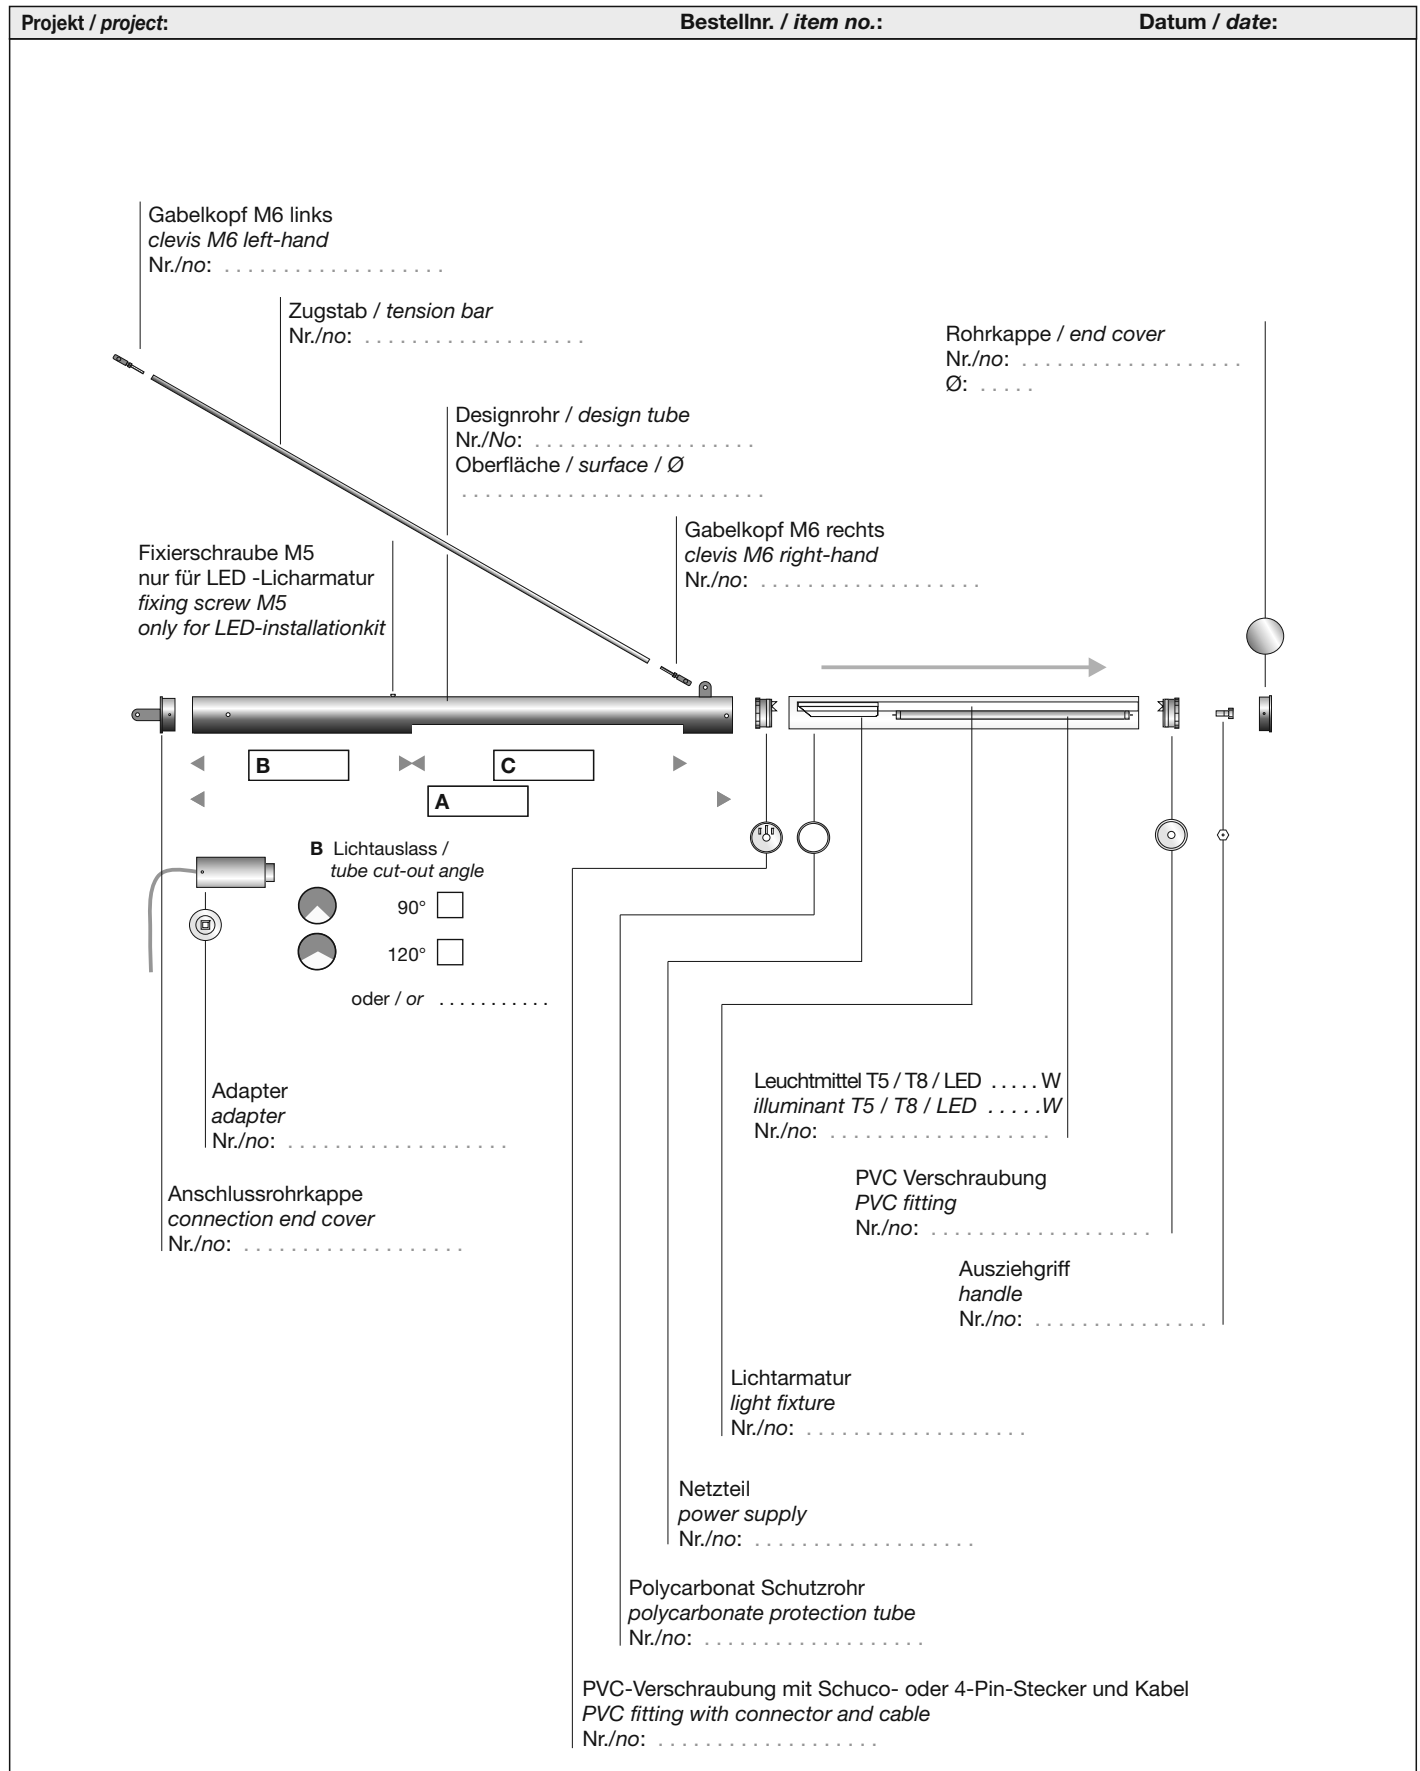 Projekt / project:
Bestellnr. / item no.:
Datum / date:
Gabelkopf M6 links
clevis M6 left-hand
Nr./no: . . . . . . . . . . . . . . . . . . .
Zugstab / tension bar
Nr./no: . . . . . . . . . . . . . . . . . . .
Rohrkappe / end cover
Nr./no: . . . . . . . . . . . . . . . . . . .
Ø: . . . . .
Designrohr / design tube
Nr./No: . . . . . . . . . . . . . . . . . . .
Oberfläche / surface / Ø
. . . . . . . . . . . . . . . . . . . . . . . . . .
Gabelkopf M6 rechts
clevis M6 right-hand
Nr./no: . . . . . . . . . . . . . . . . . . .
Fixierschraube M5
nur für LED -Licharmatur
fixing screw M5
only for LED-installationkit
B
C
A
B Lichtauslass /
tube cut-out angle
90°
120°
oder / or . . . . . . . . . . .
Adapter
adapter
Nr./no: . . . . . . . . . . . . . . . . . . .
Anschlussrohrkappe
connection end cover
Nr./no: . . . . . . . . . . . . . . . . . . .
Leuchtmittel T5 / T8 / LED . . . . . W
illuminant T5 / T8 / LED . . . . . W
Nr./no: . . . . . . . . . . . . . . . . . . .
PVC Verschraubung
PVC fitting
Nr./no: . . . . . . . . . . . . . . . . . . .
Ausziehgriff
handle
Nr./no: . . . . . . . . . . . . . . .
Lichtarmatur
light fixture
Nr./no: . . . . . . . . . . . . . . . . . . .
Netzteil
power supply
Nr./no: . . . . . . . . . . . . . . . . . . .
Polycarbonat Schutzrohr
polycarbonate protection tube
Nr./no: . . . . . . . . . . . . . . . . . . .
PVC-Verschraubung mit Schuco- oder 4-Pin-Stecker und Kabel
PVC fitting with connector and cable
Nr./no: . . . . . . . . . . . . . . . . . . .